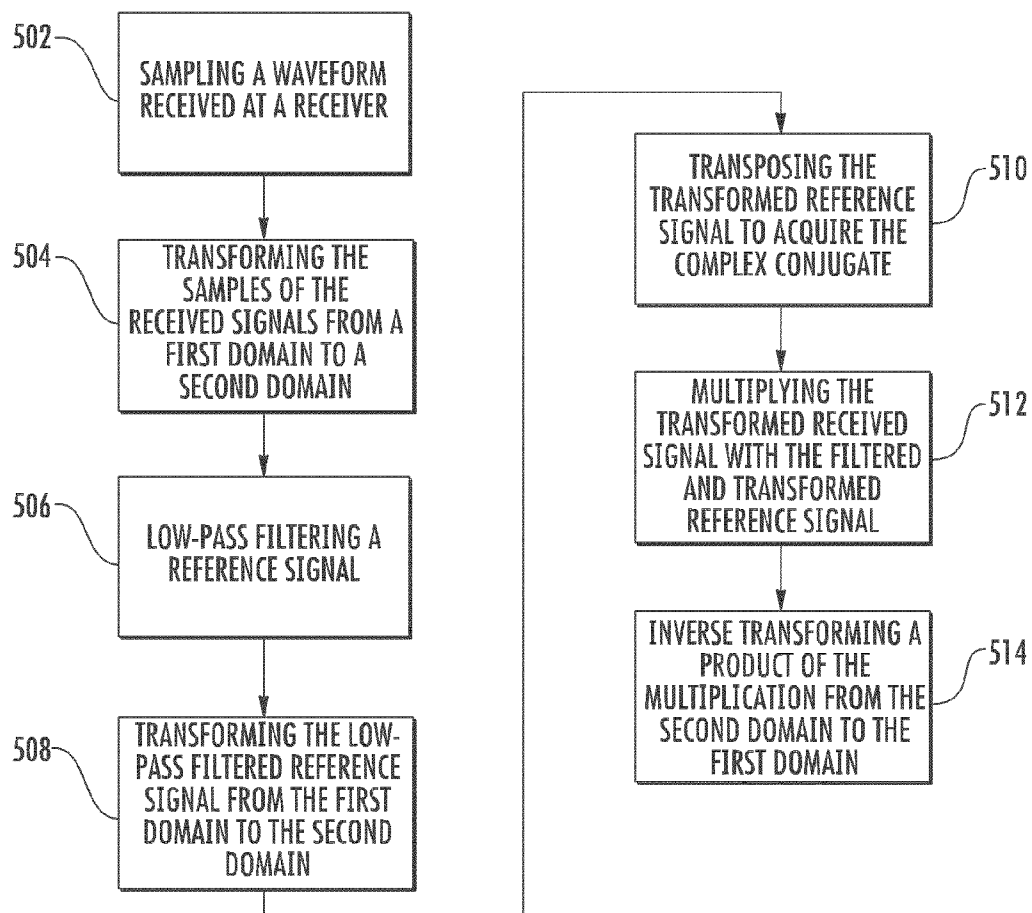 502
SAMPLING A WAVEFORM
RECEIVED AT A RECEIVER
504
TRANSFORMING THE
SAMPLES OF THE
RECEIVED SIGNALS FROM A
FIRST DOMAIN TO A
SECOND DOMAIN
506
LOW-PASS FILTERING A
REFERENCE SIGNAL
508
TRANSFORMING THE LOW-
PASS FILTERED REFERENCE
SIGNAL FROM THE FIRST
DOMAIN TO THE SECOND
DOMAIN
510
TRANSPOSING THE
TRANSFORMED REFERENCE
SIGNAL TO ACQUIRE THE
COMPLEX CONJUGATE
512
MULTIPLYING THE
TRANSFORMED RECEIVED
SIGNAL WITH THE FILTERED
AND TRANSFORMED
REFERENCE SIGNAL
514
INVERSE TRANSFORMING A
PRODUCT OF THE
MULTIPLICATION FROM THE
SECOND DOMAIN TO THE
FIRST DOMAIN